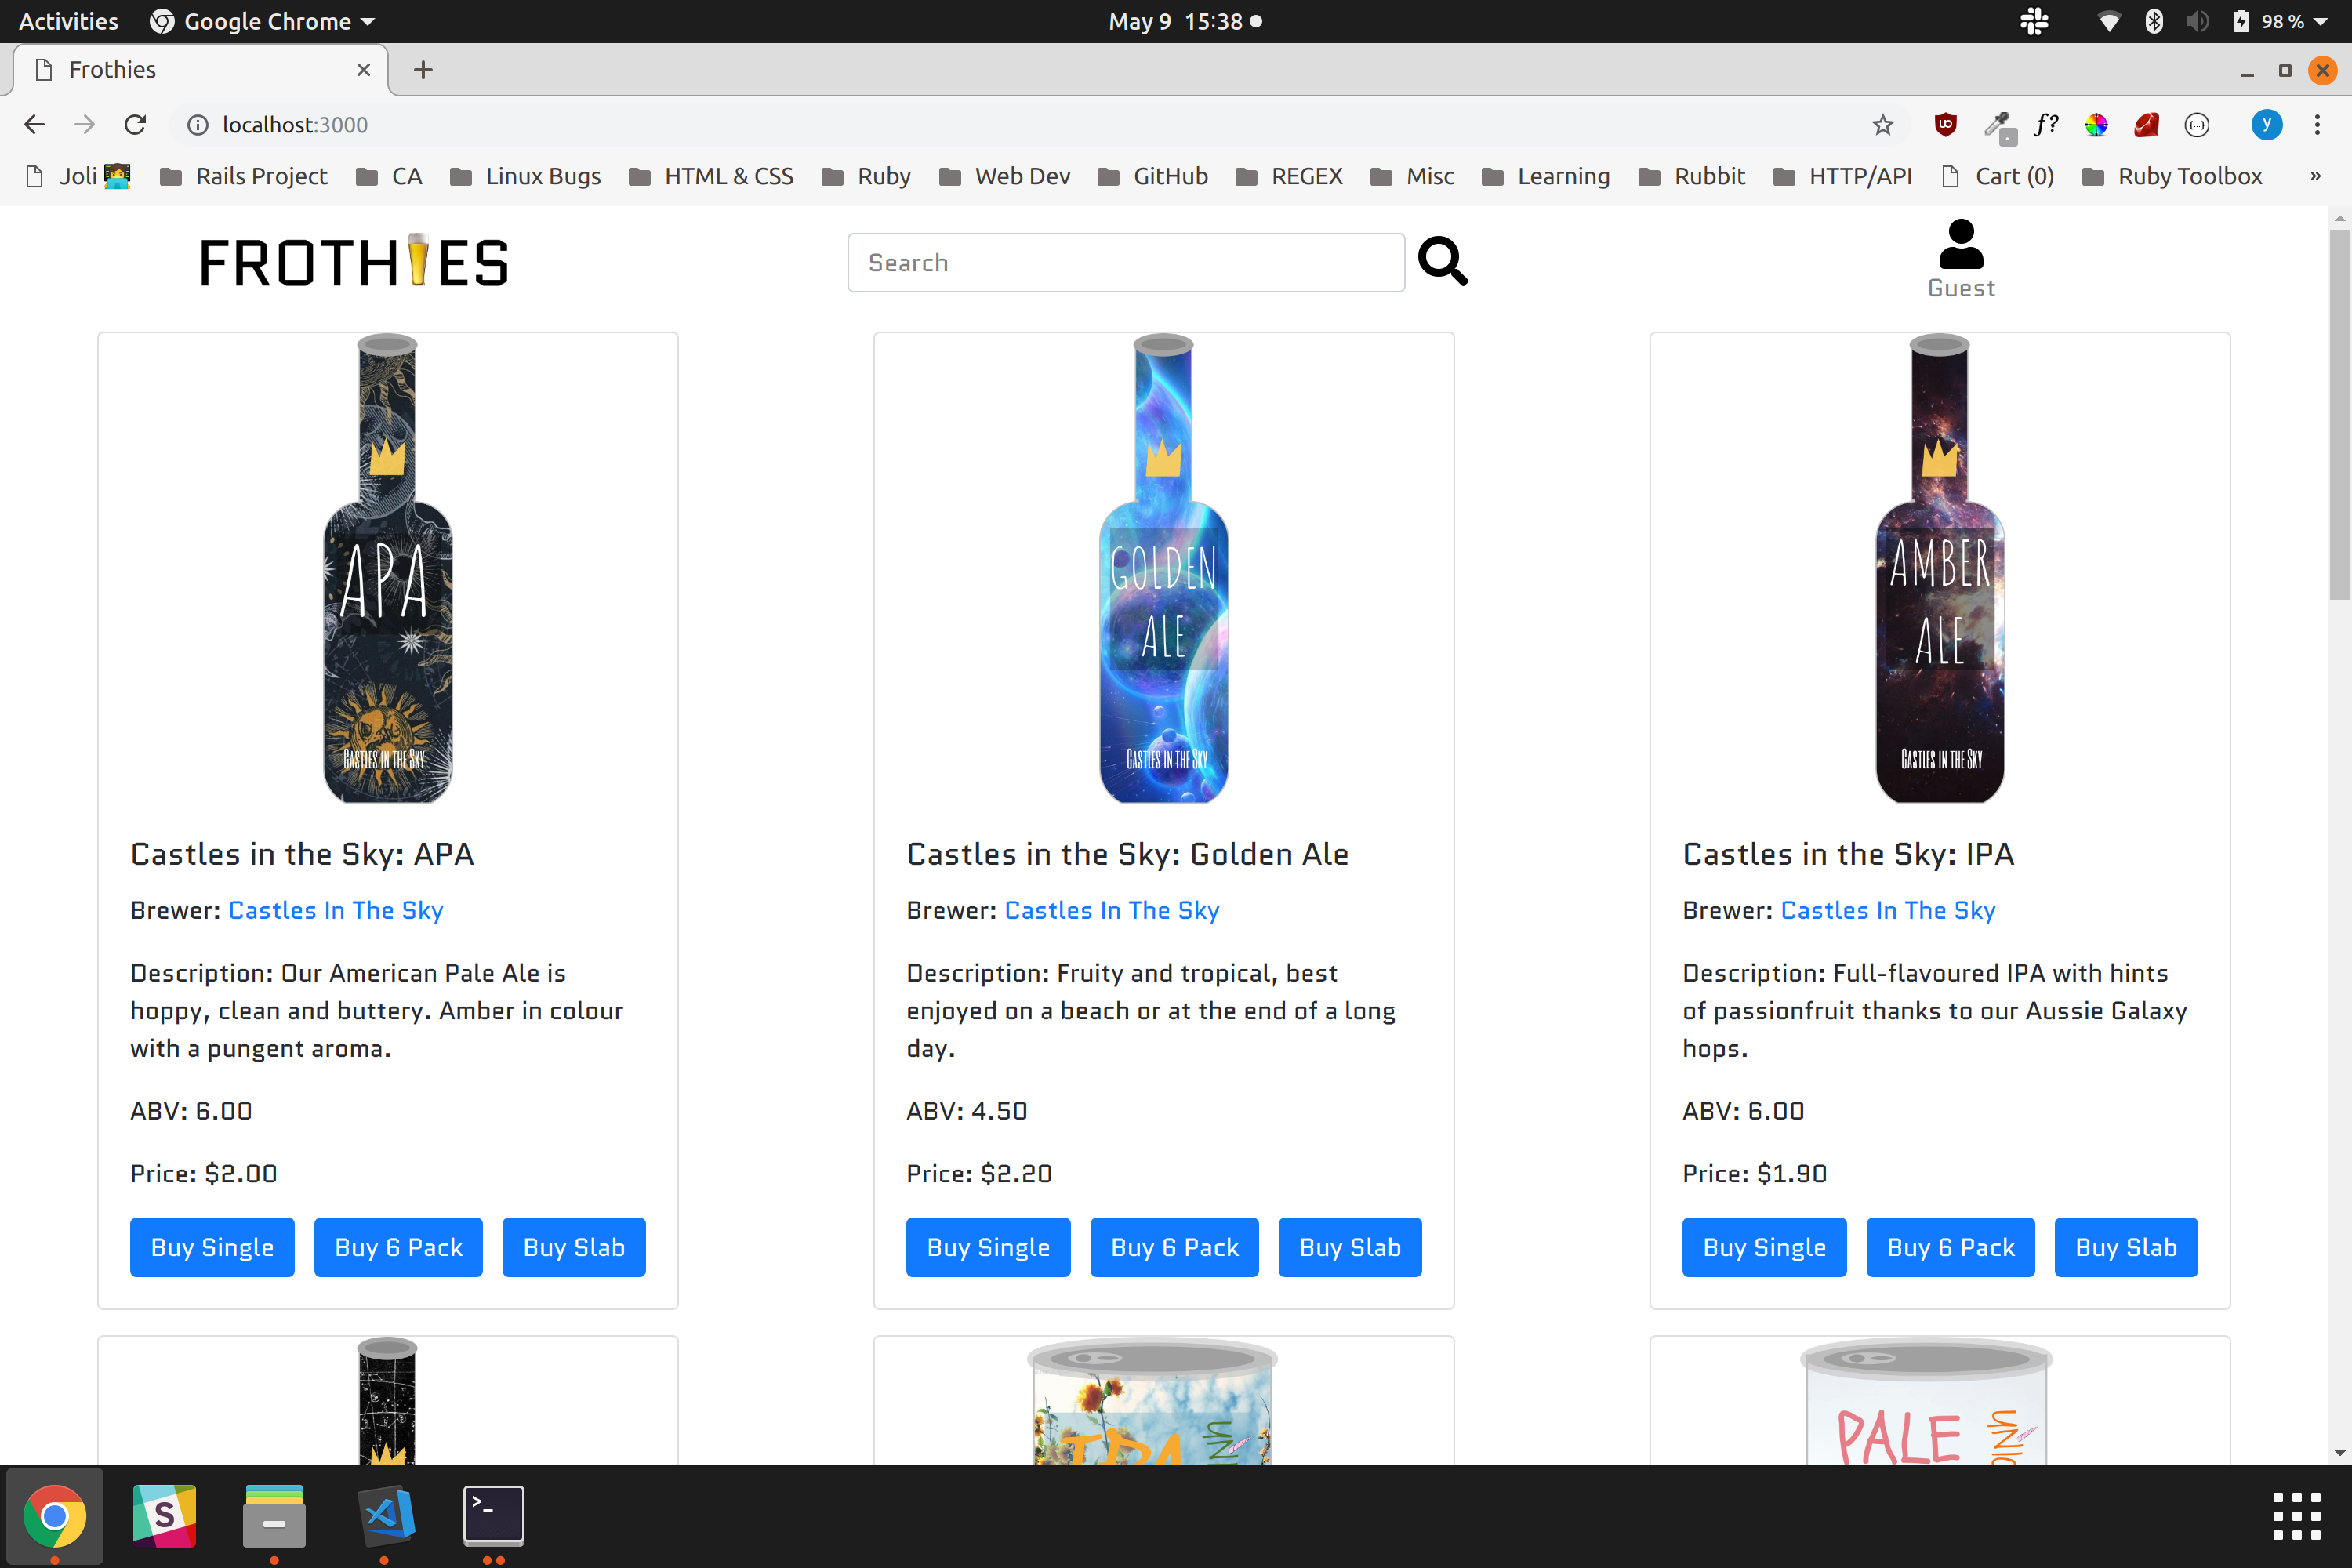 Activities Google Chrome May 9 15:38 98 %
Frothies
localhost:3000 f? y
Joli Rails Project CA Linux Bugs HTML & CSS Ruby Web Dev GitHub REGEX Misc Learning Rubbit HTTP/API Cart (0) Ruby Toolbox »
FROTHIES
Search
Guest
APA
CASTLES IN THE SKY
GOLDEN
ALE
CASTLES IN THE SKY
AMBER
ALE
CASTLES IN THE SKY
Castles in the Sky: APA
Brewer: Castles In The Sky
Description: Our American Pale Ale is
hoppy, clean and buttery. Amber in colour
with a pungent aroma.
ABV: 6.00
Price: $2.00
Buy Single Buy 6 Pack Buy Slab
Castles in the Sky: Golden Ale
Brewer: Castles In The Sky
Description: Fruity and tropical, best
enjoyed on a beach or at the end of a long
day.
ABV: 4.50
Price: $2.20
Buy Single Buy 6 Pack Buy Slab
Castles in the Sky: IPA
Brewer: Castles In The Sky
Description: Full-flavoured IPA with hints
of passionfruit thanks to our Aussie Galaxy
hops.
ABV: 6.00
Price: $1.90
Buy Single Buy 6 Pack Buy Slab
IPA
PALE
S
>_